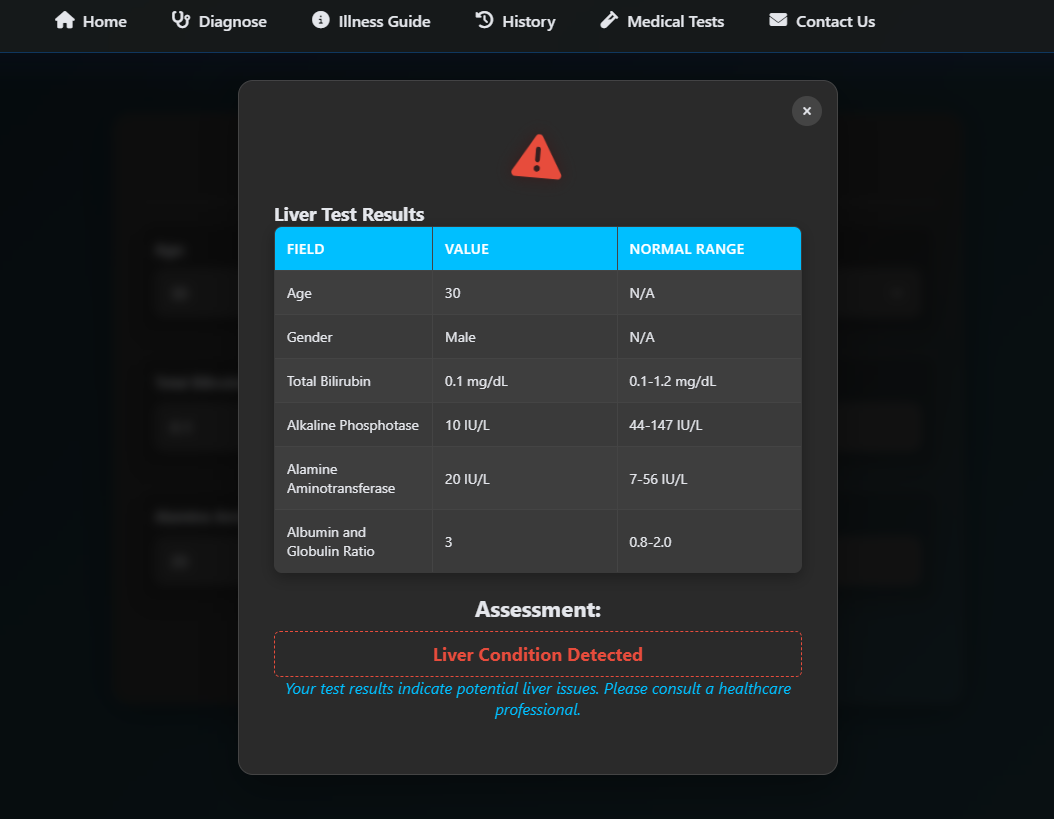 Home Diagnose Illness Guide History Medical Tests Contact Us
×
Liver Test Results
FIELD VALUE NORMAL RANGE
Age 30 N/A
Gender Male N/A
Total Bilirubin 0.1 mg/dL 0.1-1.2 mg/dL
Alkaline Phosphotase 10 IU/L 44-147 IU/L
Alamine
Aminotransferase 20 IU/L 7-56 IU/L
Albumin and
Globulin Ratio 3 0.8-2.0
Assessment:
Liver Condition Detected
Your test results indicate potential liver issues. Please consult a healthcare
professional.